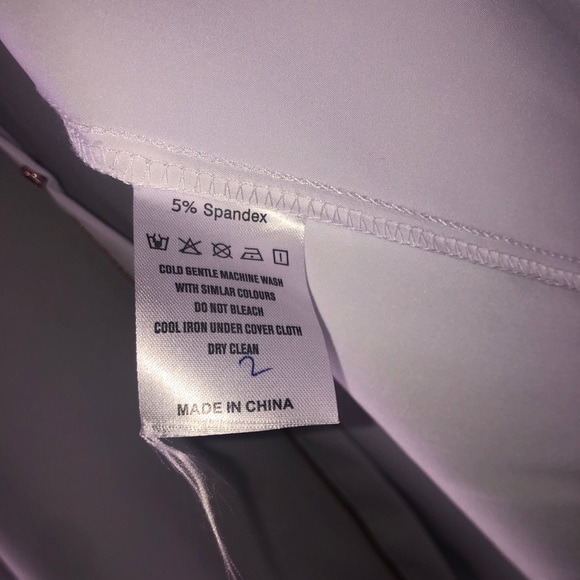 5% Spandex
COLD GENTLE MACHINE WASH
WITH SIMILAR COLOURS
DO NOT BLEACH
COOL IRON UNDER COVER CLOTH
DRY CLEAN
2
MADE IN CHINA